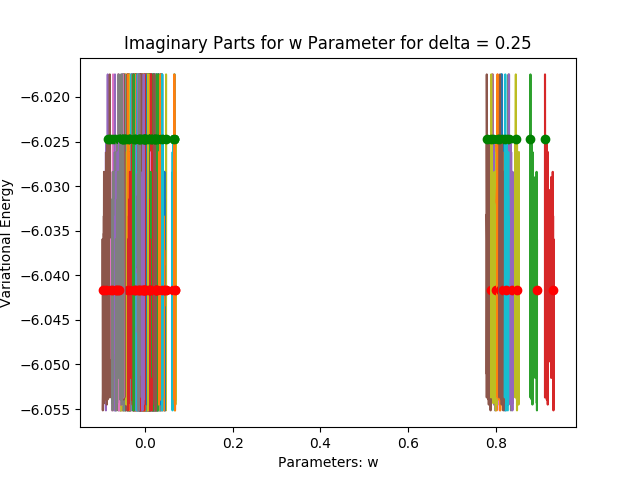 Imaginary Parts for w Parameter for delta = 0.25
Variational Energy
−6.020
−6.025
−6.030
−6.035
−6.040
−6.045
−6.050
−6.055
0.0 0.2 0.4 0.6 0.8
Parameters: w